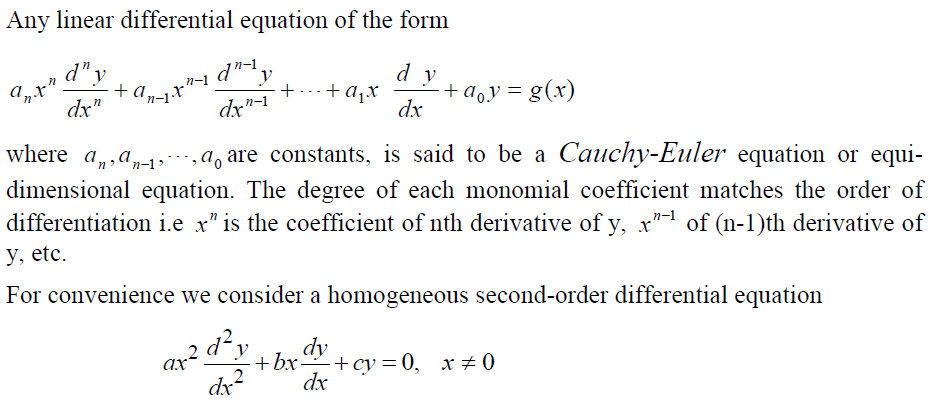 Any linear differential equation of the form
a_n x^n d^n y/dx^n + a_{n-1} x^{n-1} d^{n-1} y/dx^{n-1} + ··· + a_1 x d y/dx + a_0 y = g(x)
where a_n, a_{n-1}, ···, a_0 are constants, is said to be a Cauchy-Euler equation or equi-
dimensional equation. The degree of each monomial coefficient matches the order of
differentiation i.e x^n is the coefficient of nth derivative of y, x^{n-1} of (n-1)th derivative of
y, etc.
For convenience we consider a homogeneous second-order differential equation
ax^2 d^2 y/dx^2 + bx dy/dx + cy = 0, x ≠ 0